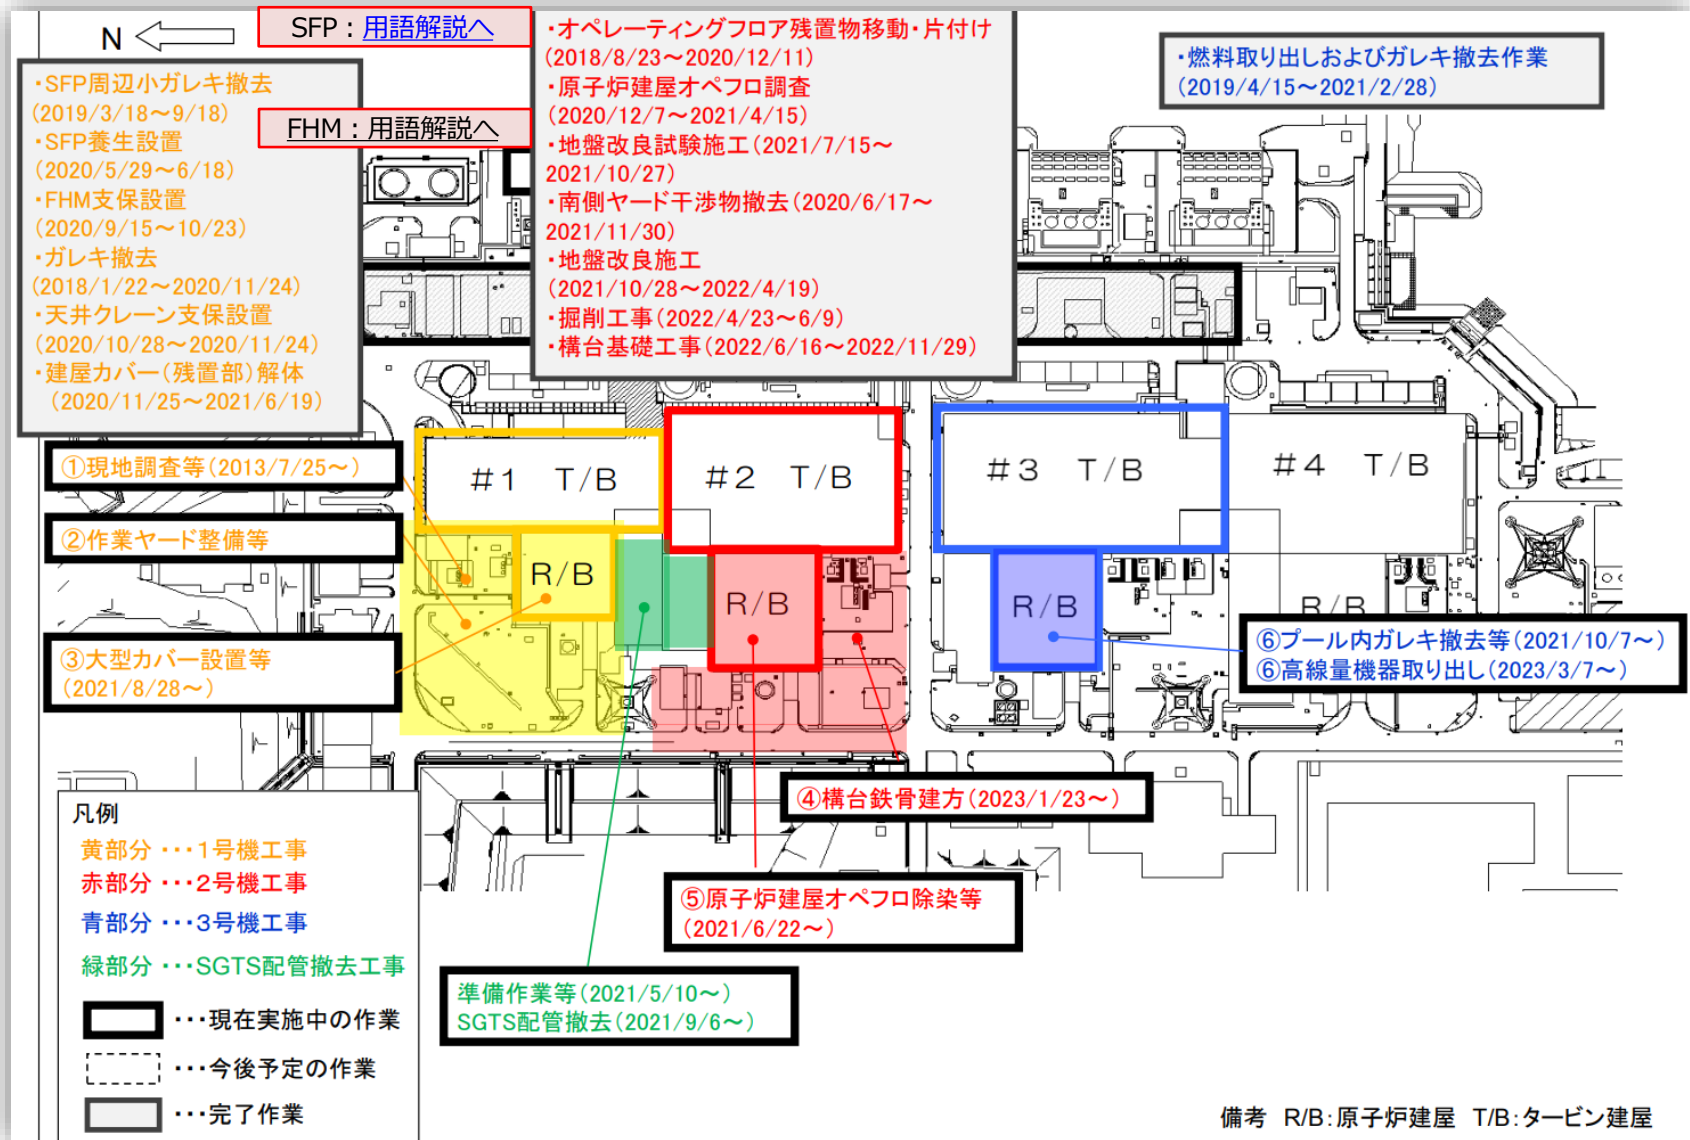 N
SFP：用語解説へ
FHM：用語解説へ
・SFP周辺小ガレキ撤去
(2019/3/18～9/18)
・SFP養生設置
(2020/5/29～6/18)
・FHM支保設置
(2020/9/15～10/23)
・ガレキ撤去
(2018/1/22～2020/11/24)
・天井クレーン支保設置
(2020/10/28～2020/11/24)
・建屋カバー(残置部)解体
(2020/11/25～2021/6/19)
・オペレーティングフロア残置物移動・片付け
(2018/8/23～2020/12/11)
・原子炉建屋オペフロ調査
(2020/12/7～2021/4/15)
・地盤改良試験施工(2021/7/15～
2021/10/27)
・南側ヤード干渉物撤去(2020/6/17～
2021/11/30)
・地盤改良施工
(2021/10/28～2022/4/19)
・掘削工事(2022/4/23～6/9)
・構台基礎工事(2022/6/16～2022/11/29)
・燃料取り出しおよびガレキ撤去作業
(2019/4/15～2021/2/28)
①現地調査等(2013/7/25～)
②作業ヤード整備等
③大型カバー設置等
(2021/8/28～)
#1 T/B
#2 T/B
#3 T/B
#4 T/B
R/B
R/B
R/B
R/B
⑥プール内ガレキ撤去等(2021/10/7～)
⑥高線量機器取り出し(2023/3/7～)
④構台鉄骨建方(2023/1/23～)
⑤原子炉建屋オペフロ除染等
(2021/6/22～)
準備作業等(2021/5/10～)
SGTS配管撤去(2021/9/6～)
凡例
黄部分 ・・・1号機工事
赤部分 ・・・2号機工事
青部分 ・・・3号機工事
緑部分 ・・・SGTS配管撤去工事
・・・現在実施中の作業
・・・今後予定の作業
・・・完了作業
備考 R/B：原子炉建屋 T/B：タービン建屋